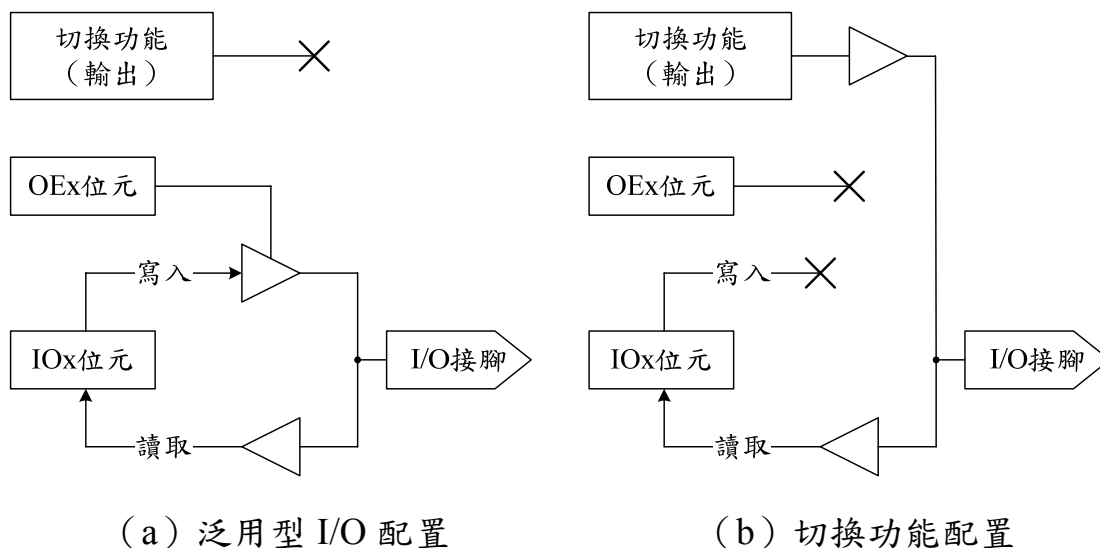 切換功能
（輸出）
OEx位元
寫入
IOx位元
I/O接腳
讀取
（a）泛用型 I/O 配置
切換功能
（輸出）
OEx位元
寫入
IOx位元
I/O接腳
讀取
（b）切換功能配置